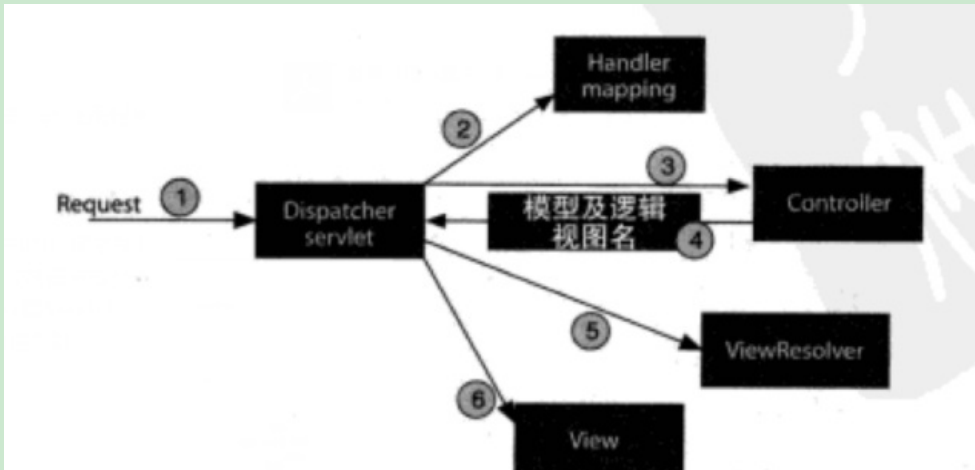 Handler
mapping
2
3
Request
1
Dispatcher
servlet
模型及逻辑
视图名
4
Controller
5
ViewResolver
6
View